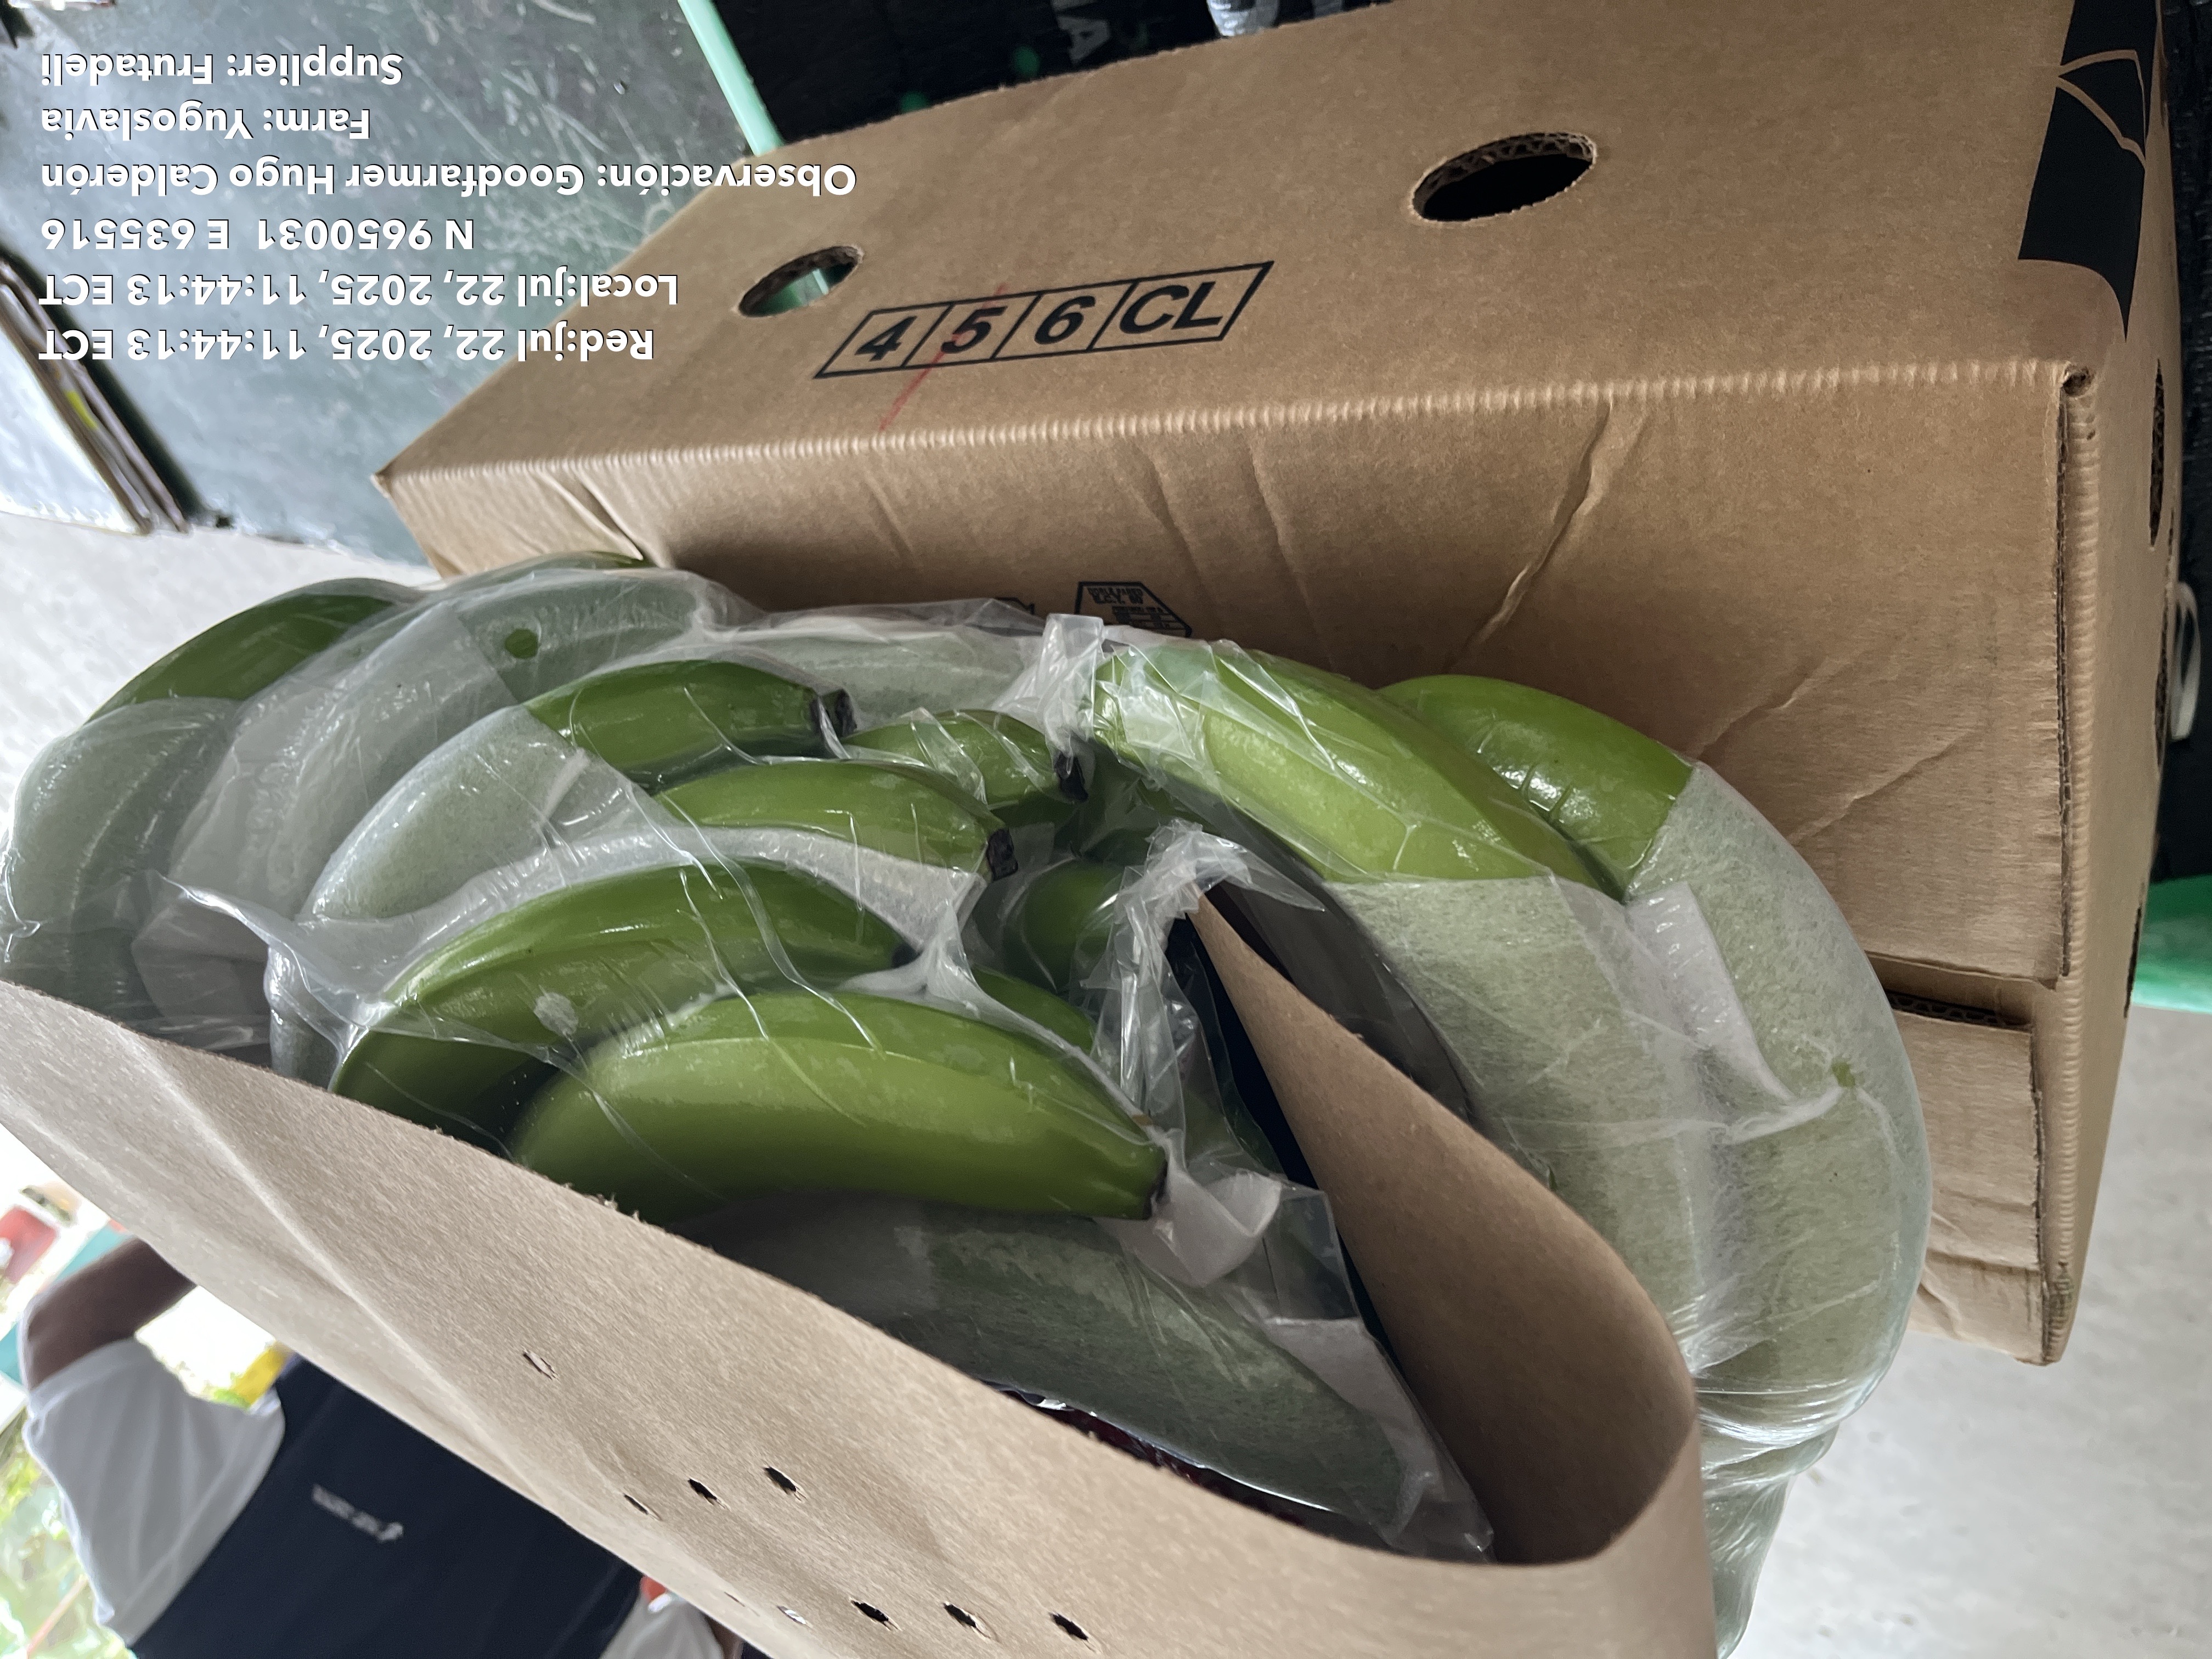 4 5 6 CL
Red:jul 22, 2025, 11:44:13 ECT
Local:jul 22, 2025, 11:44:13 ECT
N 9650031 E 635516
Observación: Goodfarmer Hugo Calderón
Farm: Yugoslavia
Supplier: Frutadeli